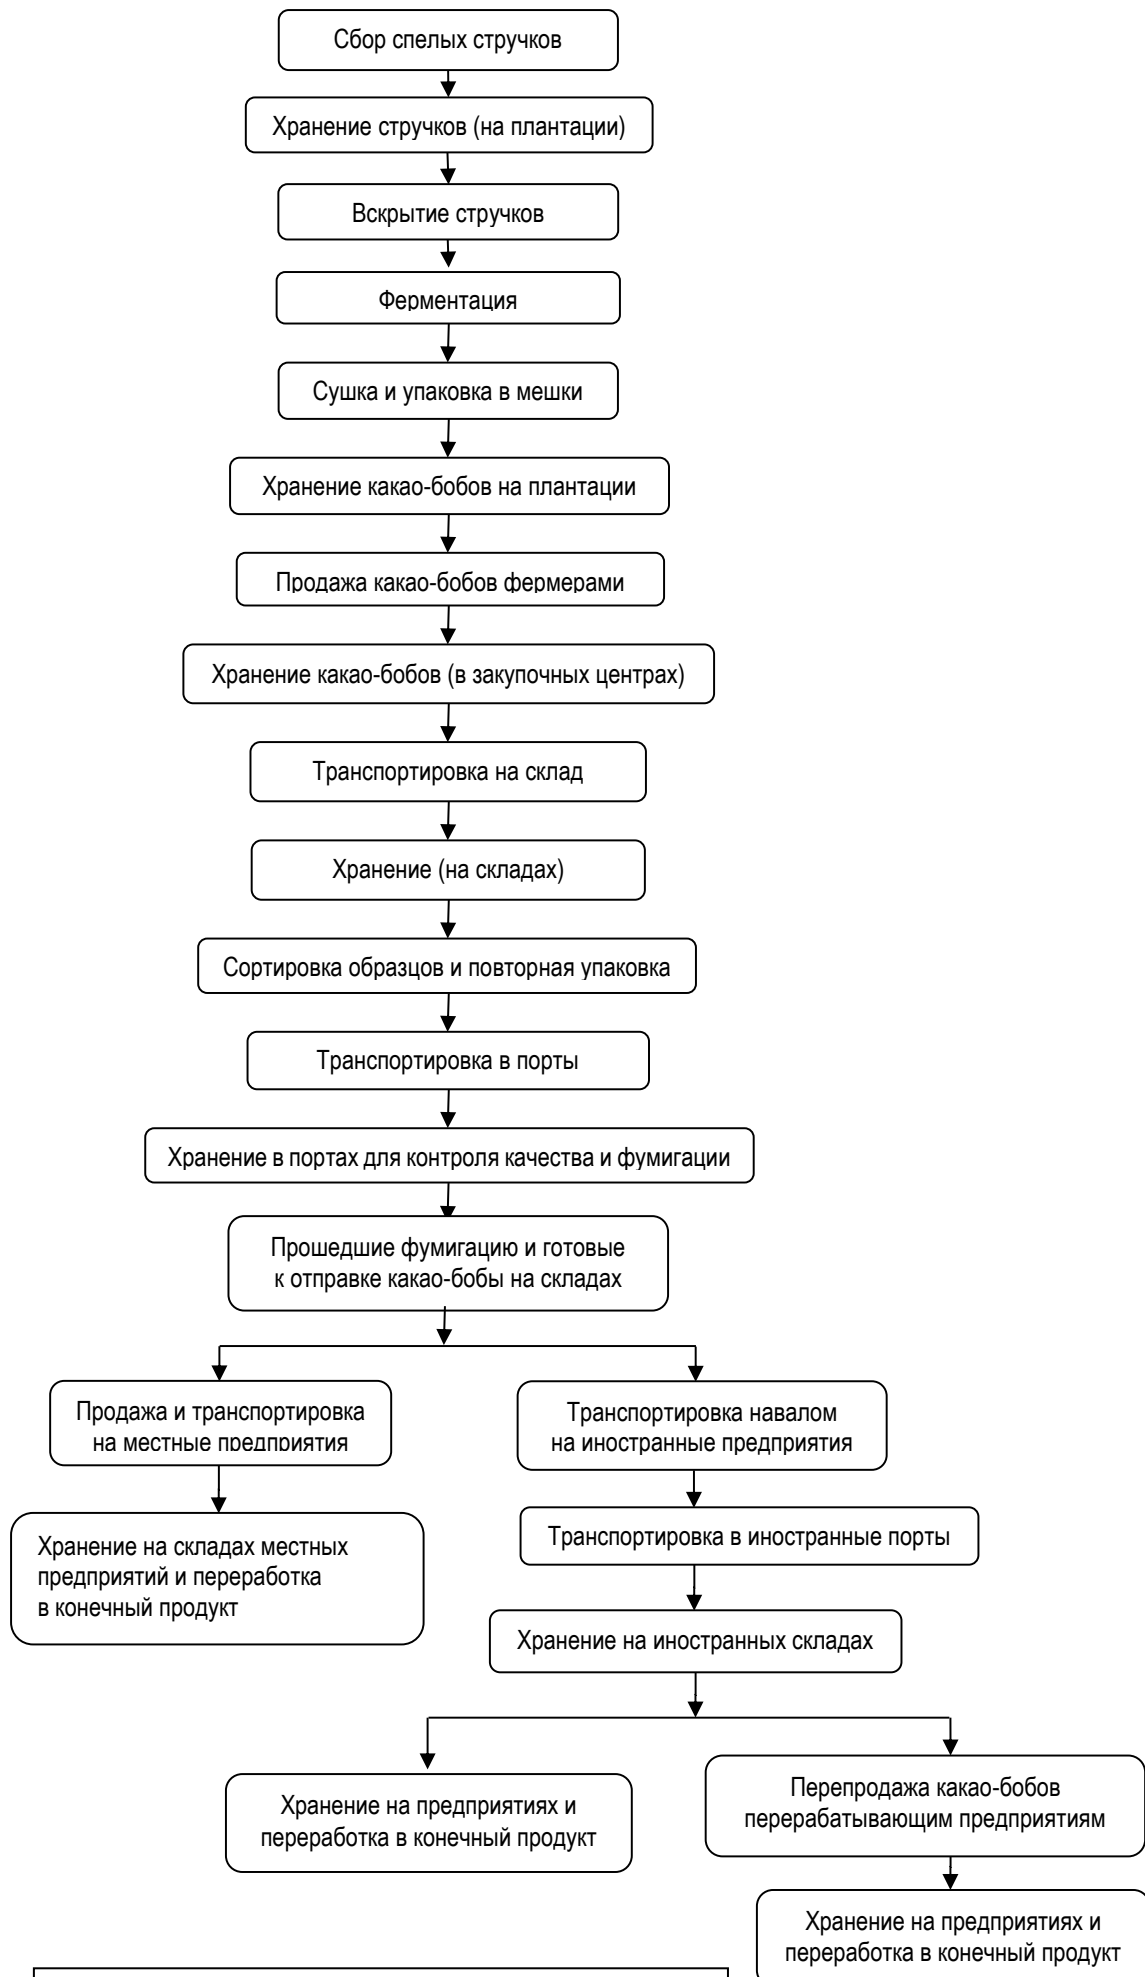 Сбор спелых стручков
Хранение стручков (на плантации)
Вскрытие стручков
Ферментация
Сушка и упаковка в мешки
Хранение какао-бобов на плантации
Продажа какао-бобов фермерами
Хранение какао-бобов (в закупочных центрах)
Транспортировка на склад
Хранение (на складах)
Сортировка образцов и повторная упаковка
Транспортировка в порты
Хранение в портах для контроля качества и фумигации
Прошедшие фумигацию и готовые
к отправке какао-бобы на складах
Продажа и транспортировка
на местные предприятия
Транспортировка навалом
на иностранные предприятия
Хранение на складах местных
предприятий и переработка
в конечный продукт
Транспортировка в иностранные порты
Хранение на иностранных складах
Хранение на предприятиях и
переработка в конечный продукт
Перепродажа какао-бобов
перерабатывающим предприятиям
Хранение на предприятиях и
переработка в конечный продукт